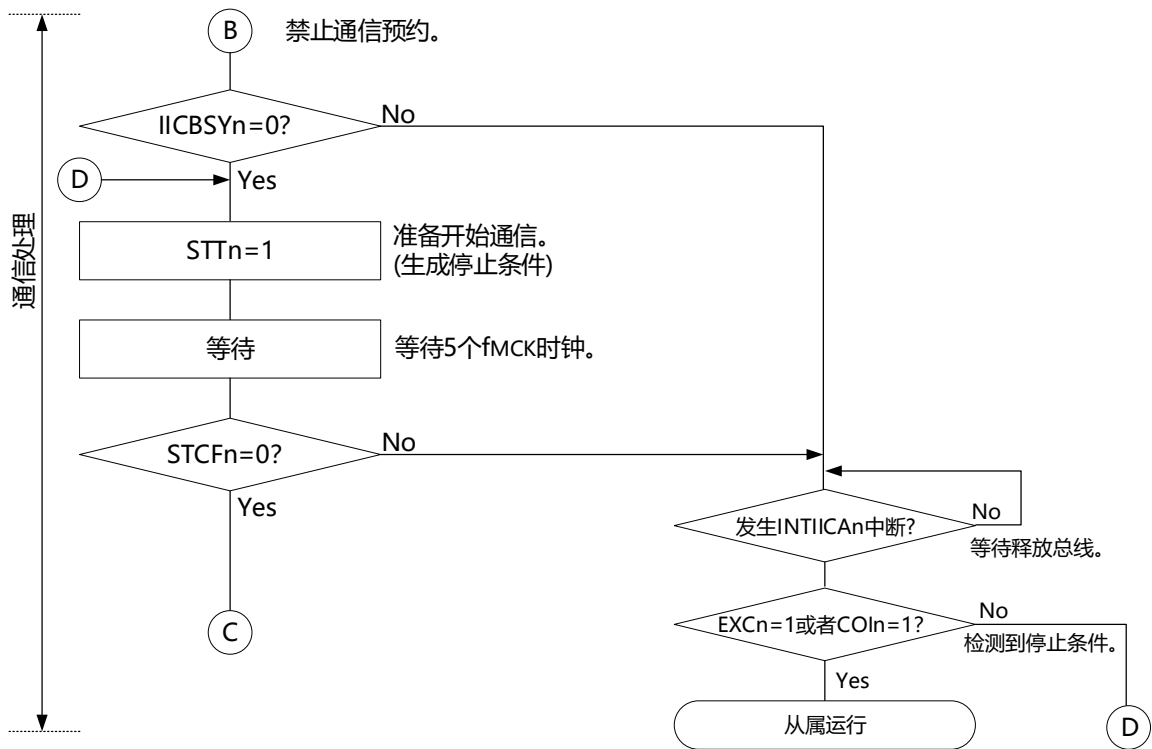 B
禁止通信预约。
IICBSYn=0?
No
D
Yes
STTn=1
准备开始通信。
(生成停止条件)
通信处理
等待
等待5个fMCK时钟。
STCFn=0?
No
Yes
发生INTIICAn中断?
No
等待释放总线。
C
EXCn=1或者COIn=1?
No
检测到停止条件。
Yes
从属运行
D